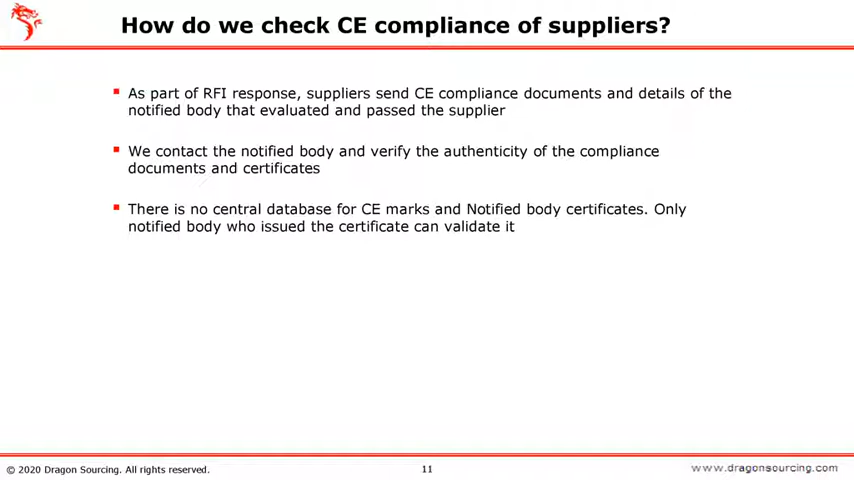 How do we check CE compliance of suppliers?
▪ As part of RFI response, suppliers send CE compliance documents and details of the
notified body that evaluated and passed the supplier
▪ We contact the notified body and verify the authenticity of the compliance
documents and certificates
▪ There is no central database for CE marks and Notified body certificates. Only
notified body who issued the certificate can validate it
© 2020 Dragon Sourcing. All rights reserved.
11
www.dragonsourcing.com